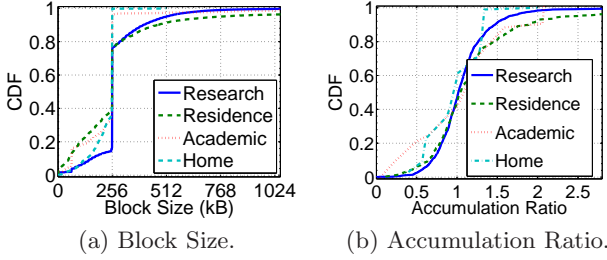 1
0.8
0.6
0.4
0.2
0
CDF
0 256 512 768 1024
Block Size (kB)
Research
Residence
Academic
Home
(a) Block Size.
1
0.8
0.6
0.4
0.2
0
CDF
0 0.5 1 1.5 2 2.5
Accumulation Ratio
Research
Residence
Academic
Home
(b) Accumulation Ratio.